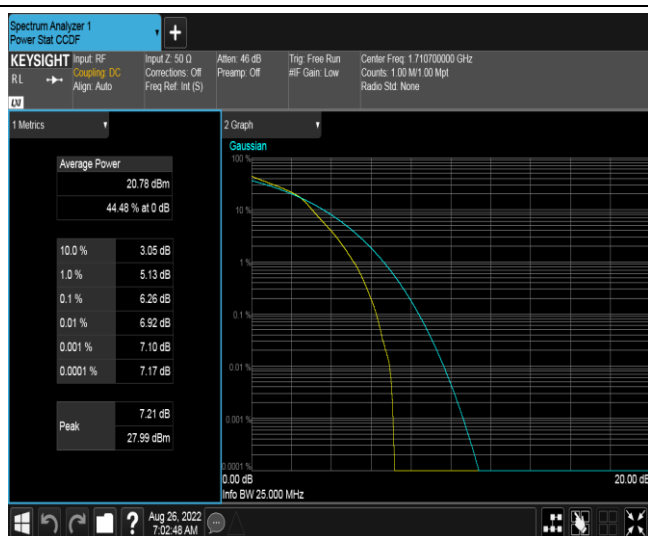 Spectrum Analyzer 1
Power Stat CCDF
KEYSIGHT Input: RF Input Z: 50 Ω Atten: 46 dB Trig: Free Run Center Freq: 1.710700000 GHz
RL Coupling: DC Corrections: Off Preamp: Off #IF Gain: Low Counts: 1.00 M/1.00 Mpt
Align: Auto Freq Ref: Int (S) Radio Std: None
LXI
1 Metrics 2 Graph
Gaussian
Average Power
20.78 dBm
44.48 % at 0 dB
10.0 % 3.05 dB
1.0 % 5.13 dB
0.1 % 6.26 dB
0.01 % 6.92 dB
0.001 % 7.10 dB
0.0001 % 7.17 dB
Peak 7.21 dB
27.99 dBm
100 %
10 %
1 %
0.1 %
0.01 %
0.001 %
0.0001 %
0.00 dB 20.00 dB
Info BW 25.000 MHz
? Aug 26, 2022
7:02:48 AM